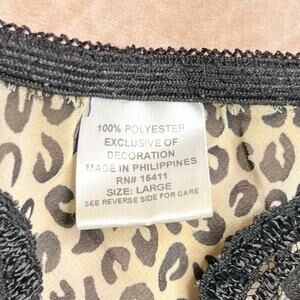 100% POLYESTER
EXCLUSIVE OF
DECORATION
MADE IN PHILIPPINES
RN# 15411
SIZE: LARGE
SEE REVERSE SIDE FOR CARE